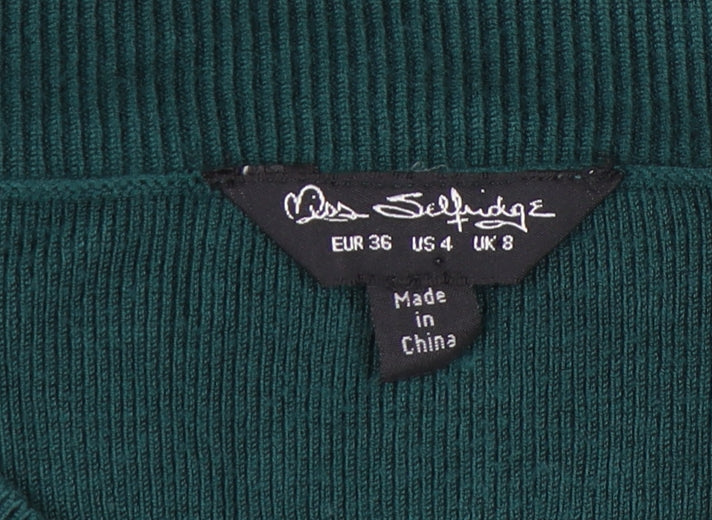 Miss Selfridge
EUR 36 US 4 UK 8
Made
in
China